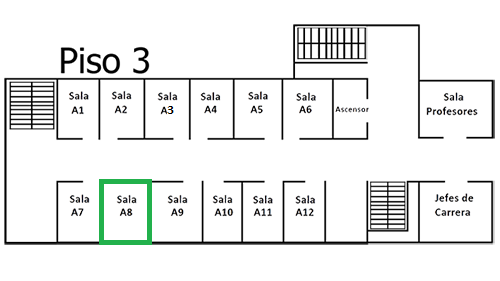 Piso 3
Sala
A1
Sala
A2
Sala
A3
Sala
A4
Sala
A5
Sala
A6
Ascensor
Sala
Profesores
Sala
A7
Sala
A8
Sala
A9
Sala
A10
Sala
A11
Sala
A12
Jefes de
Carrera